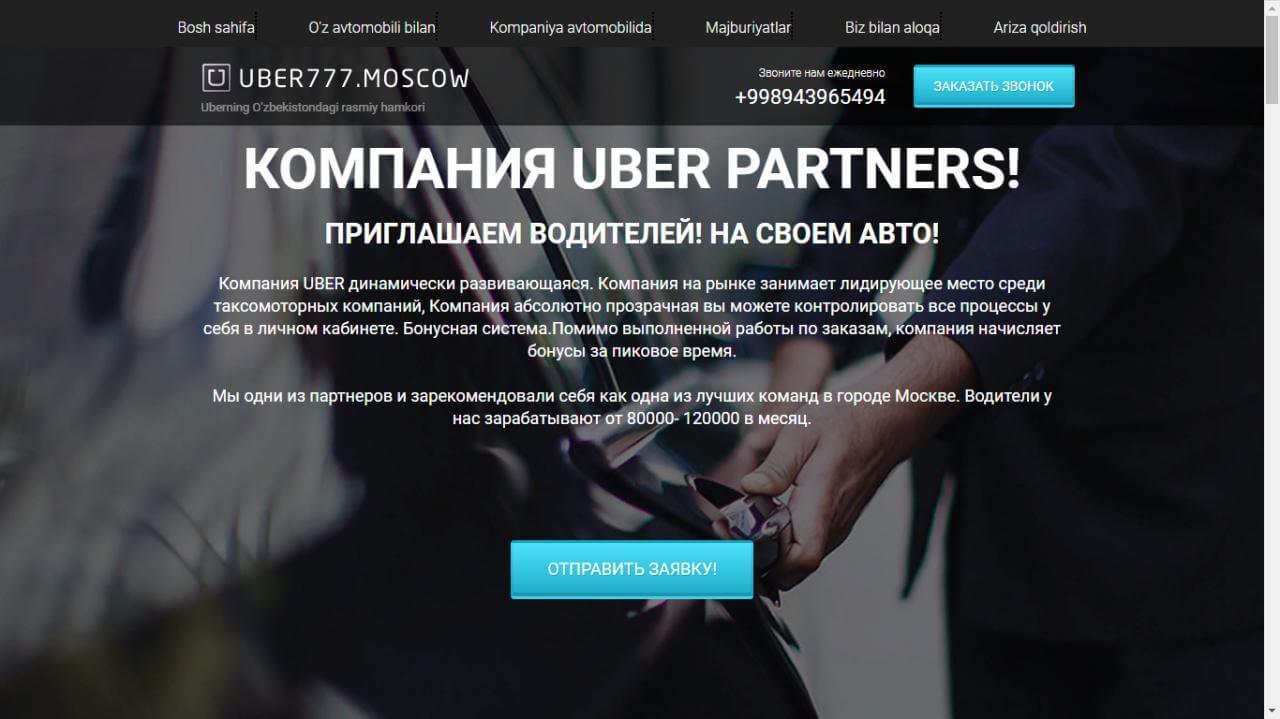 Bosh sahifa O'z avtomobili bilan Kompaniya avtomobilida Majburiyatlar Biz bilan aloqa Ariza qoldirish
UBER777.MOSCOW
Uberning O'zbekistondagi rasmiy hamkori
Звоните нам ежедневно
+998943965494
ЗАКАЗАТЬ ЗВОНОК
КОМПАНИЯ UBER PARTNERS!
ПРИГЛАШАЕМ ВОДИТЕЛЕЙ! НА СВОЕМ АВТО!
Компания UBER динамически развивающаяся. Компания на рынке занимает лидирующее место среди
таксомоторных компаний, Компания абсолютно прозрачная вы можете контролировать все процессы у
себя в личном кабинете. Бонусная система.Помимо выполненной работы по заказам, компания начисляет
бонусы за пиковое время.
Мы одни из партнеров и зарекомендовали себя как одна из лучших команд в городе Москве. Водители у
нас зарабатывают от 80000- 120000 в месяц.
ОТПРАВИТЬ ЗАЯВКУ!